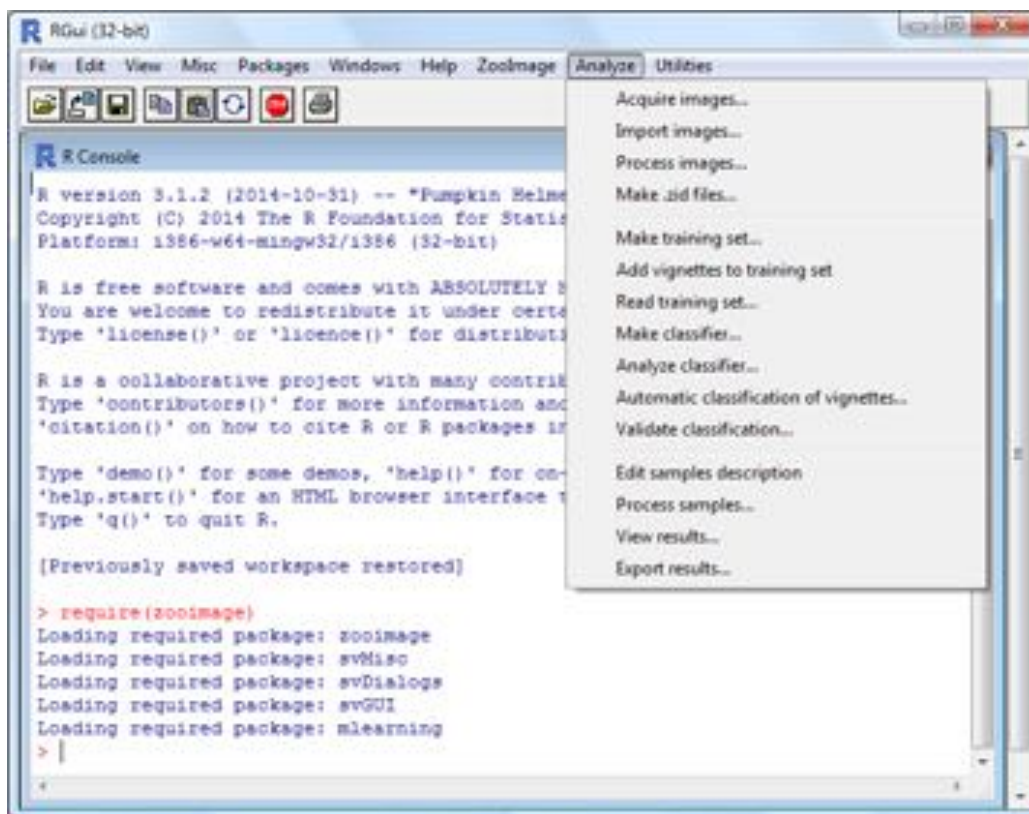 RGui (32-bit)
File Edit View Misc Packages Windows Help ZooImage Analyze Utilities
STOP
Acquire images...
Import images...
Process images...
Make .zid files...
Make training set...
Add vignettes to training set
Read training set...
Make classifier...
Analyze classifier...
Automatic classification of vignettes...
Validate classification...
Edit samples description
Process samples...
View results...
Export results...
R Console
R version 3.1.2 (2014-10-31) -- "Pumpkin Helme
Copyright (C) 2014 The R Foundation for Statis
Platform: i386-w64-mingw32/i386 (32-bit)
R is free software and comes with ABSOLUTELY N
You are welcome to redistribute it under certa
Type 'license()' or 'licence()' for distributi
R is a collaborative project with many contrib
Type 'contributors()' for more information and
'citation()' on how to cite R or R packages in
Type 'demo()' for some demos, 'help()' for on-
'help.start()' for an HTML browser interface t
Type 'q()' to quit R.
[Previously saved workspace restored]
> require(zooimage)
Loading required package: zooimage
Loading required package: svMisc
Loading required package: svDialogs
Loading required package: svGUI
Loading required package: mlearning
>